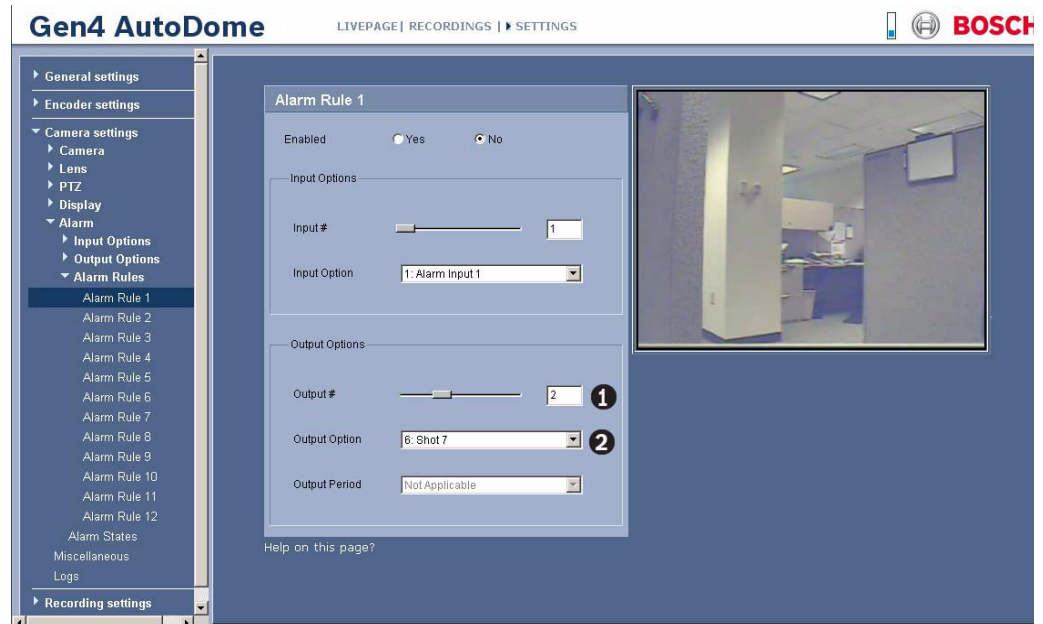 Gen4 AutoDome
LIVEPAGE| RECORDINGS | SETTINGS
BOSCH
General settings
Encoder settings
Camera settings
Camera
Lens
PTZ
Display
Alarm
Input Options
Output Options
Alarm Rules
Alarm Rule 1
Alarm Rule 2
Alarm Rule 3
Alarm Rule 4
Alarm Rule 5
Alarm Rule 6
Alarm Rule 7
Alarm Rule 8
Alarm Rule 9
Alarm Rule 10
Alarm Rule 11
Alarm Rule 12
Alarm States
Miscellaneous
Logs
Recording settings
Alarm Rule 1
Enabled Yes No
Input Options
Input # 1
Input Option 1: Alarm Input 1
Output Options
Output # 2 1
Output Option 6: Shot 7 2
Output Period Not Applicable
Help on this page?